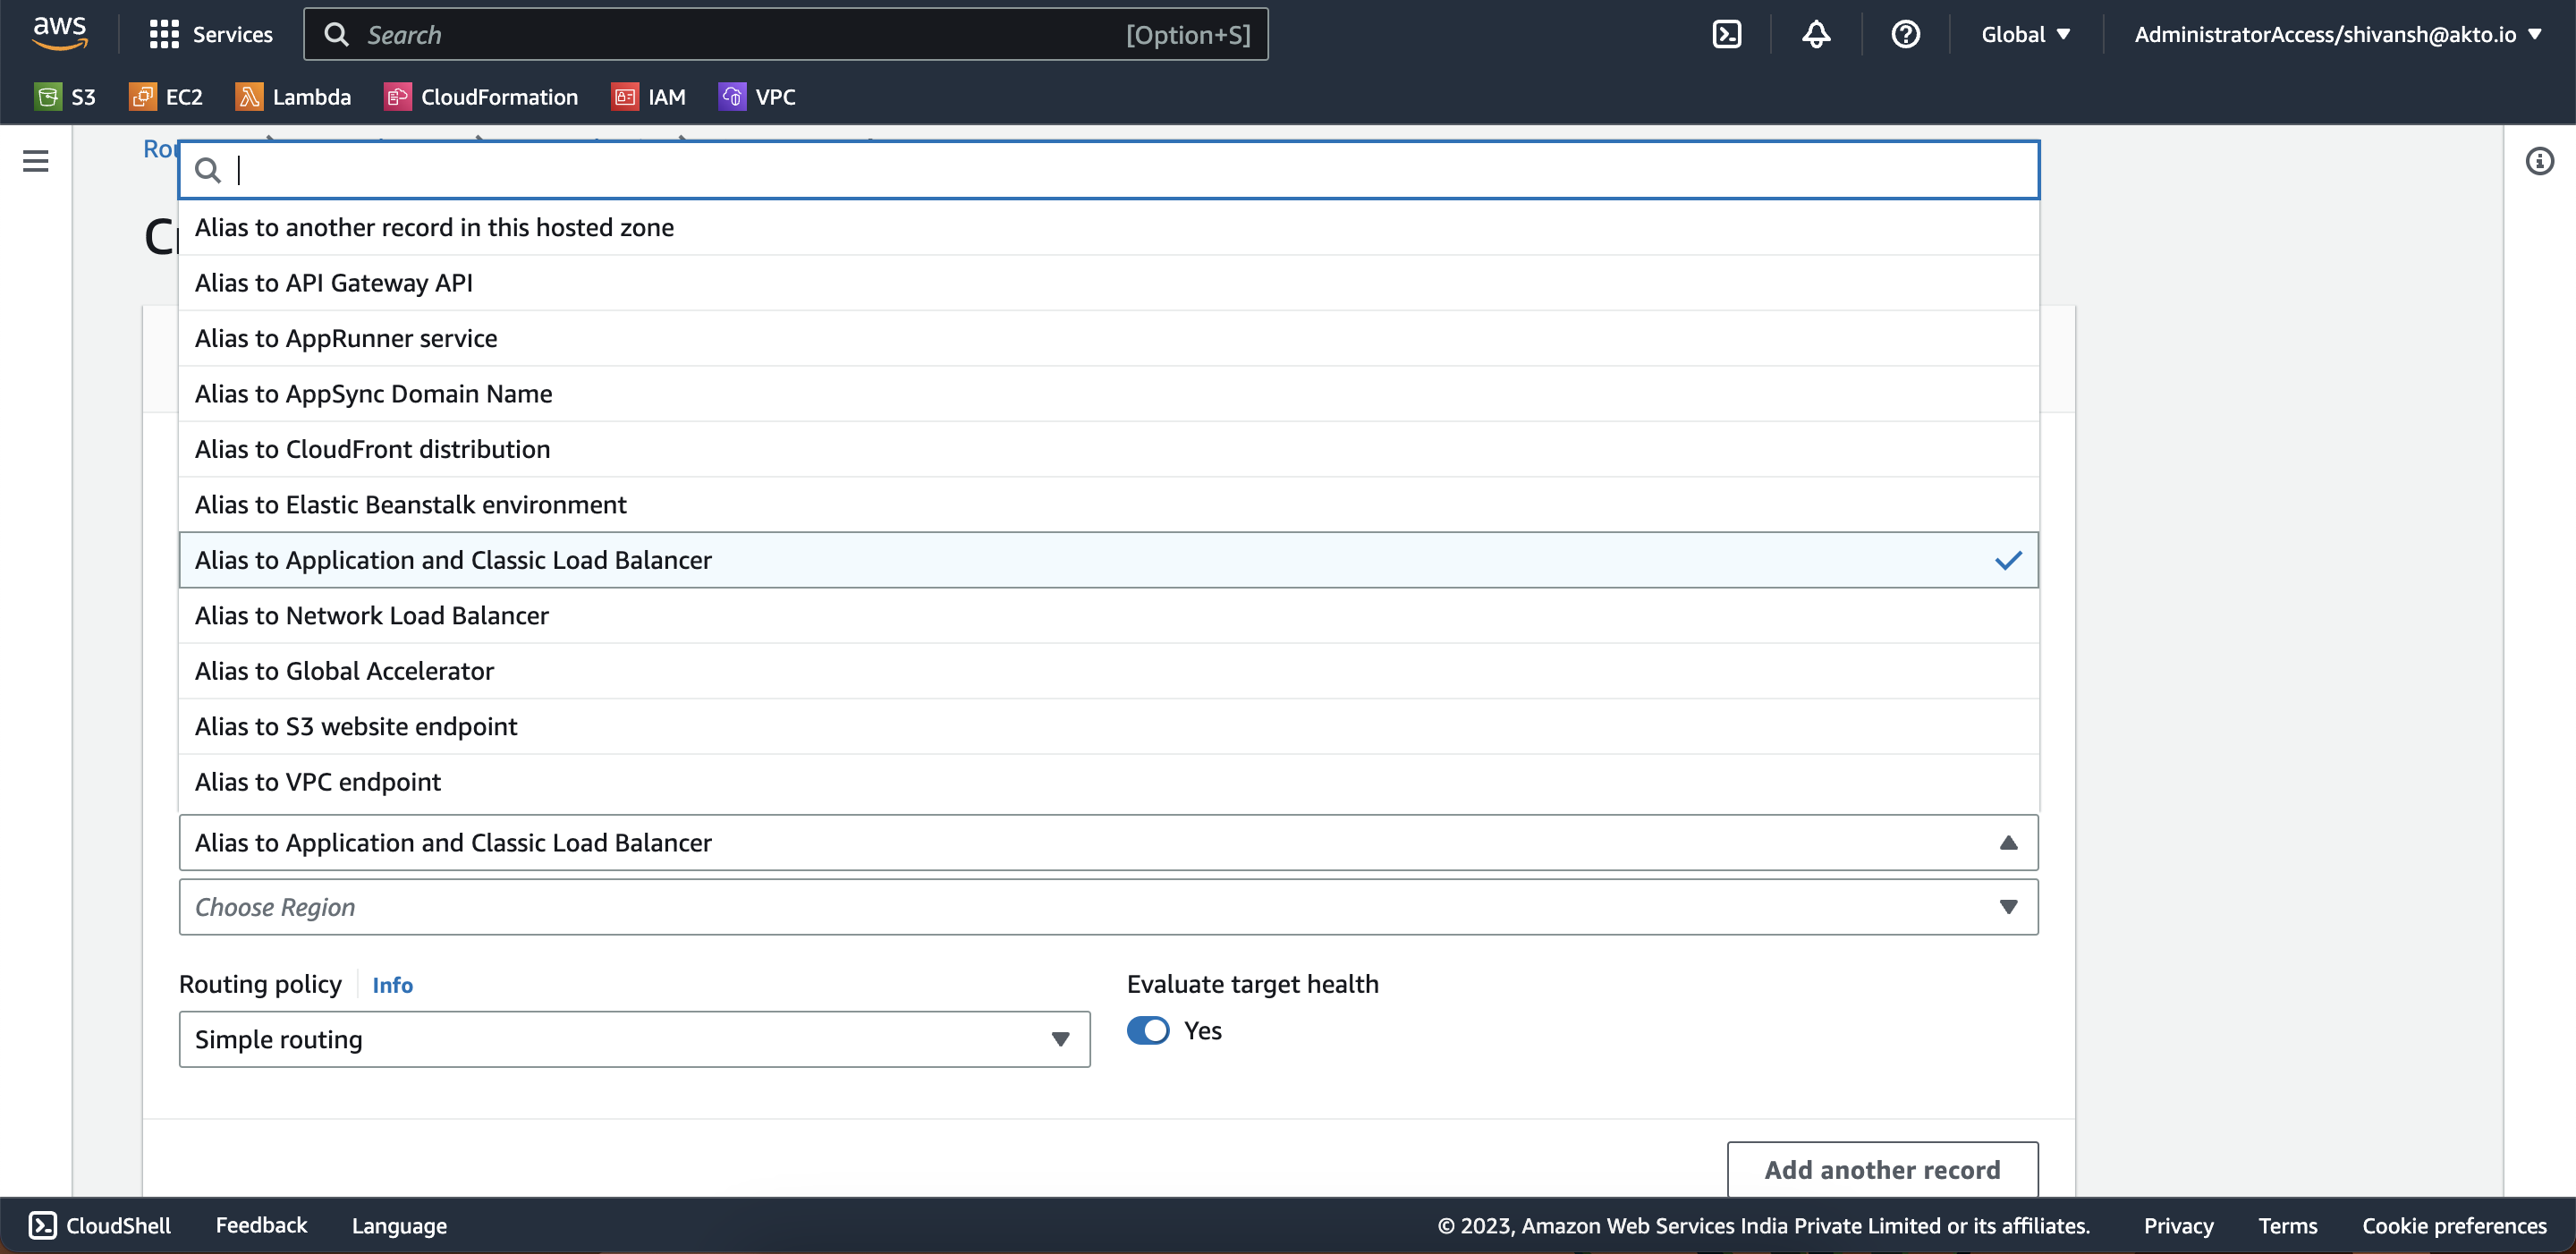 aws
Services
Search
[Option+S]
Global
AdministratorAccess/shivansh@akto.io
S3
EC2
Lambda
CloudFormation
IAM
VPC
Alias to another record in this hosted zone
Alias to API Gateway API
Alias to AppRunner service
Alias to AppSync Domain Name
Alias to CloudFront distribution
Alias to Elastic Beanstalk environment
Alias to Application and Classic Load Balancer
Alias to Network Load Balancer
Alias to Global Accelerator
Alias to S3 website endpoint
Alias to VPC endpoint
Alias to Application and Classic Load Balancer
Choose Region
Routing policy
Info
Evaluate target health
Simple routing
Yes
Add another record
CloudShell
Feedback
Language
© 2023, Amazon Web Services India Private Limited or its affiliates.
Privacy
Terms
Cookie preferences